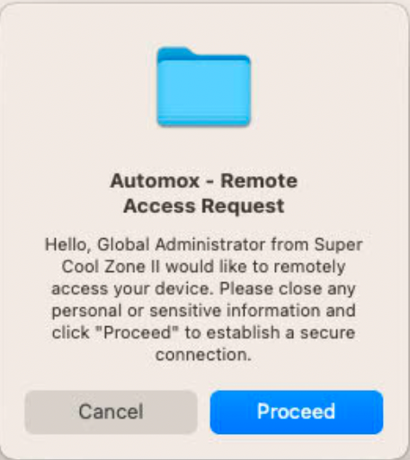 Automox - Remote
Access Request
Hello, Global Administrator from Super
Cool Zone II would like to remotely
access your device. Please close any
personal or sensitive information and
click "Proceed" to establish a secure
connection.
Cancel
Proceed